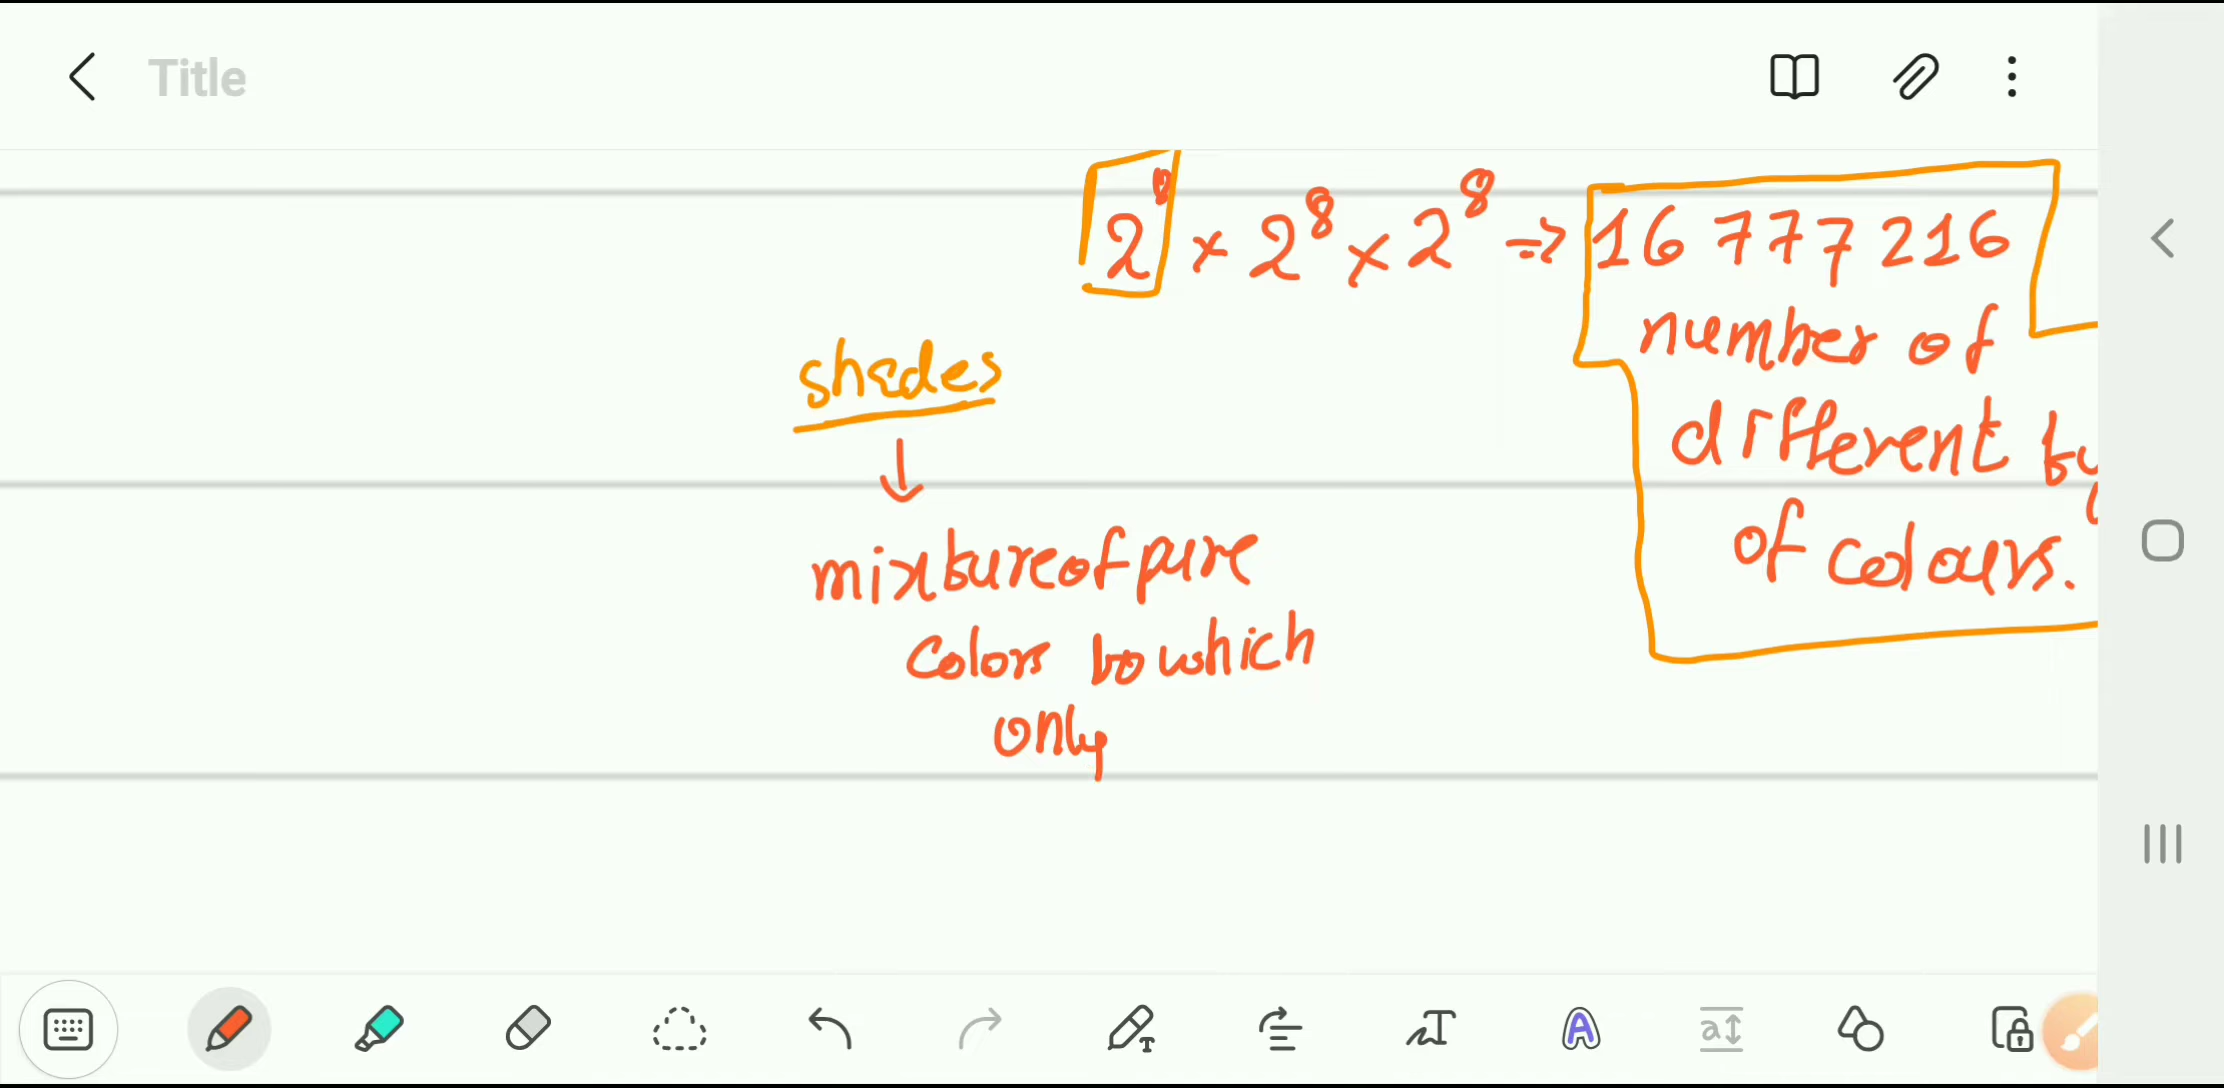 Title
2⁸ × 2⁸ × 2⁸ => 16 777 216
number of
different
of colours.
shades
↓
mixture of pure
colors to which
only